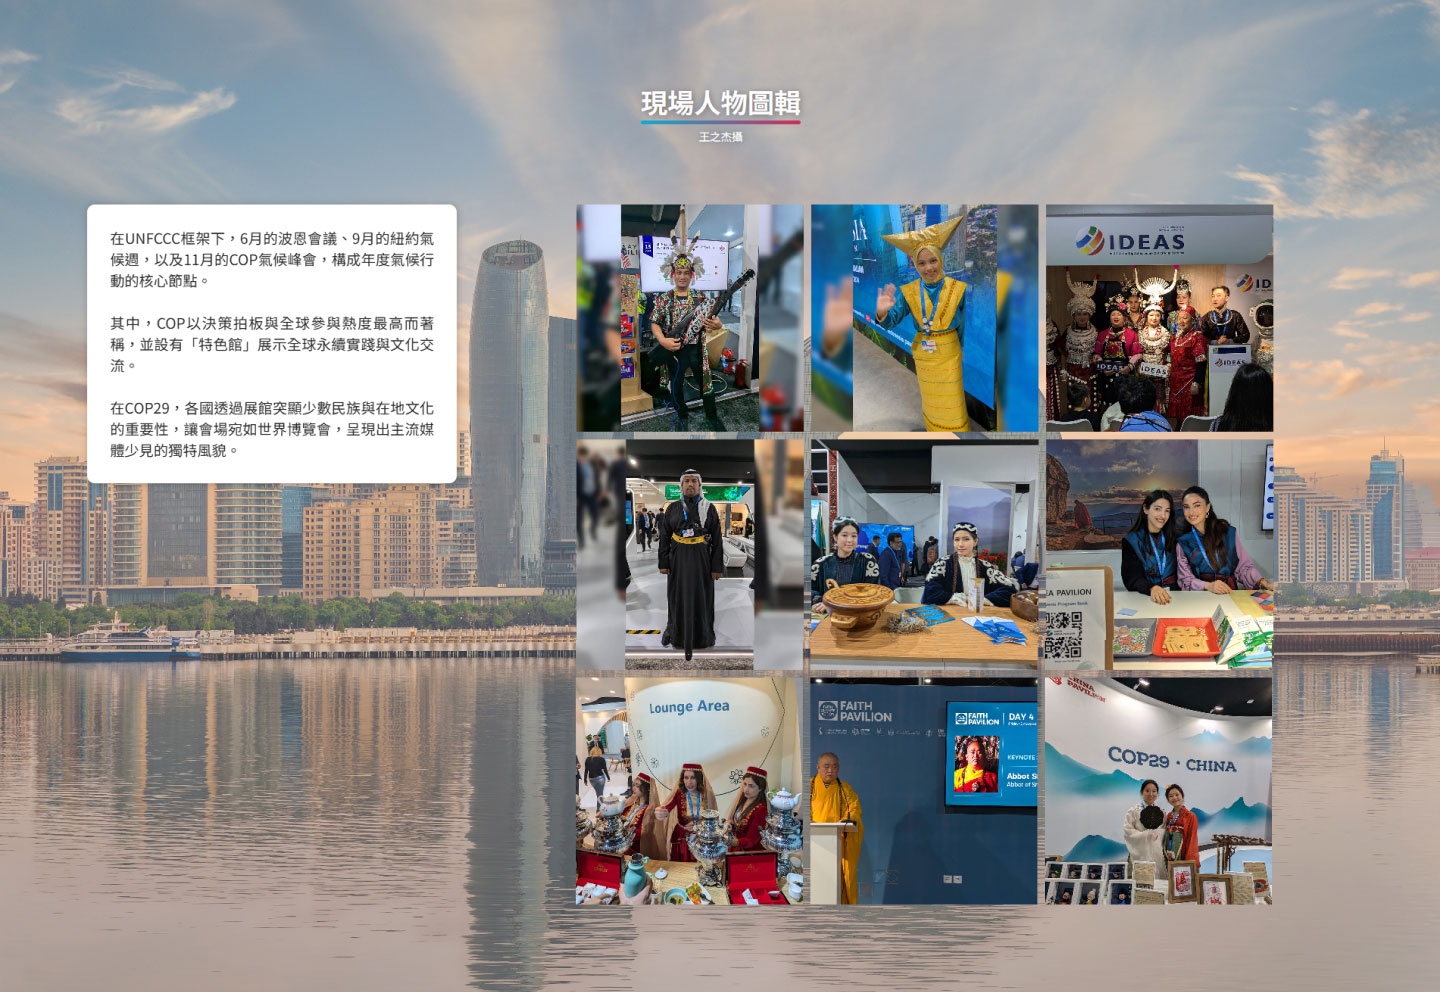 現場人物圖輯
王之杰攝
在UNFCCC框架下，6月的波恩會議、9月的紐約氣
候週，以及11月的COP氣候峰會，構成年度氣候行
動的核心節點。
其中，COP以決策拍板與全球參與熱度最高而著
稱，並設有「特色館」展示全球永續實踐與文化交
流。
在COP29，各國透過展館突顯少數民族與在地文化
的重要性，讓會場宛如世界博覽會，呈現出主流媒
體少見的獨特風貌。
IDEAS
IDEAS
IDEAS
IDEAS
PAVILION
Lounge Area
FAITH
PAVILION
FAITH
PAVILION
DAY 4
KEYNOTE
Abbot
Abbot of
CHINA
PAVILION
COP29·CHINA